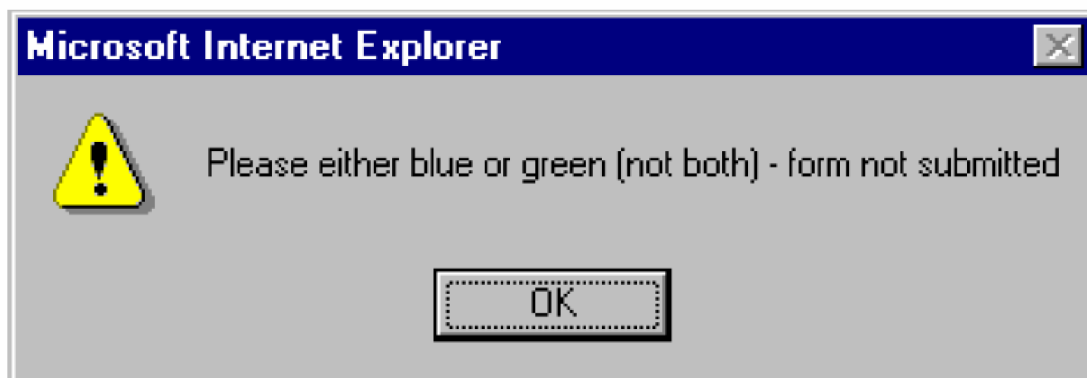 Microsoft Internet Explorer
Please either blue or green (not both) - form not submitted
OK